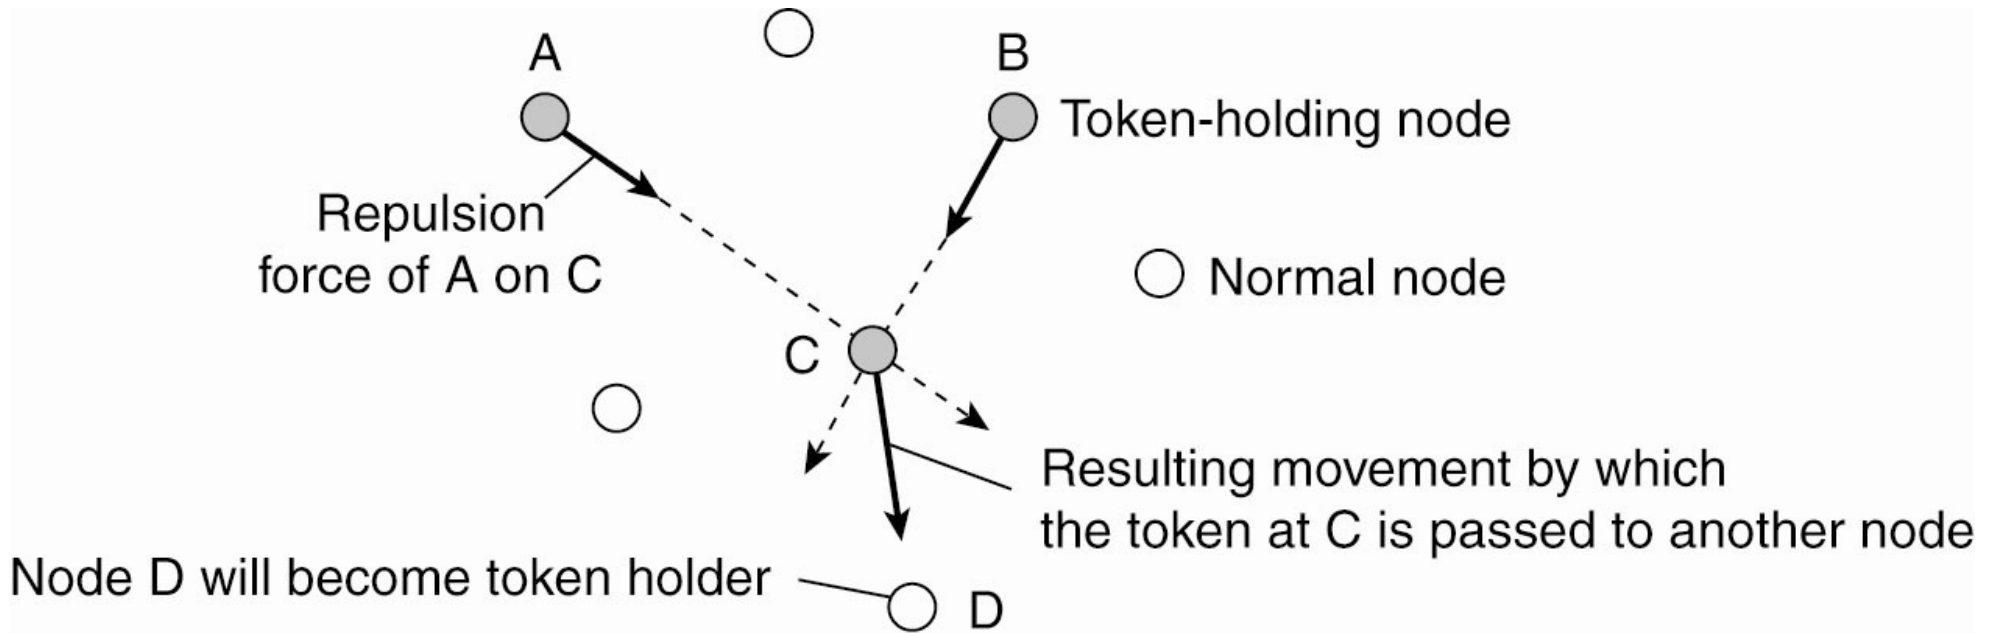 A
B
Token-holding node
Repulsion
force of A on C
Normal node
C
Resulting movement by which
the token at C is passed to another node
Node D will become token holder
D